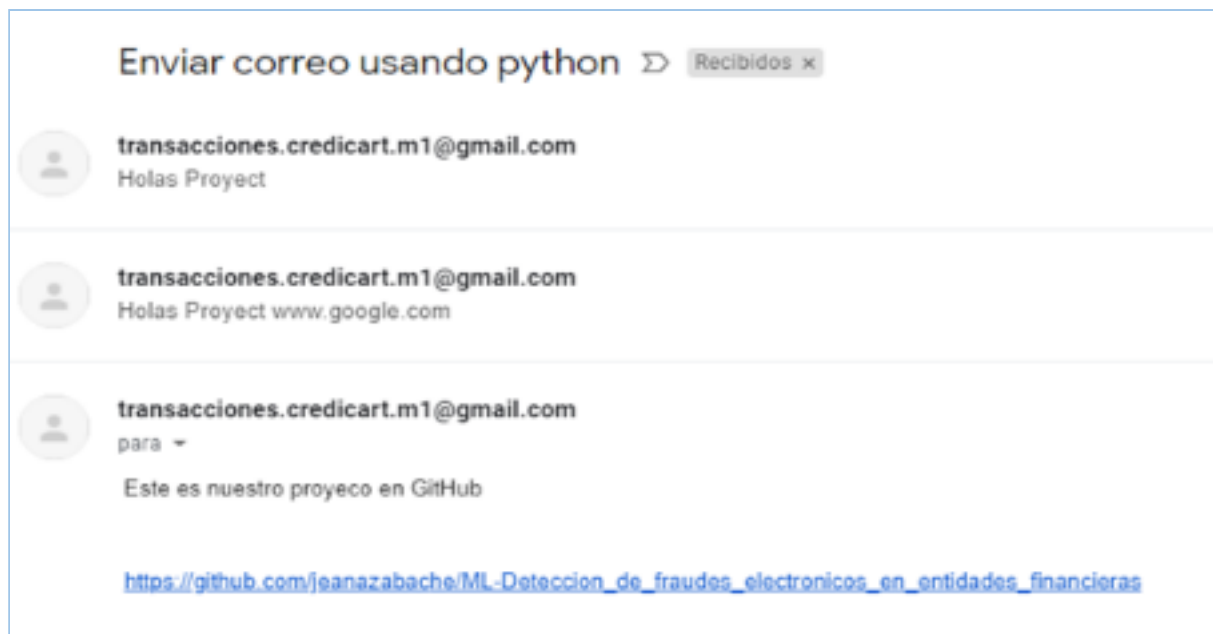 Enviar correo usando python Recibidos x
transacciones.credicart.m1@gmail.com
Holas Proyect
transacciones.credicart.m1@gmail.com
Holas Proyect www.google.com
transacciones.credicart.m1@gmail.com
para
Este es nuestro proyeco en GitHub
https://github.com/jeanazabache/ML-Deteccion_de_fraudes_electronicos_en_entidades_financieras